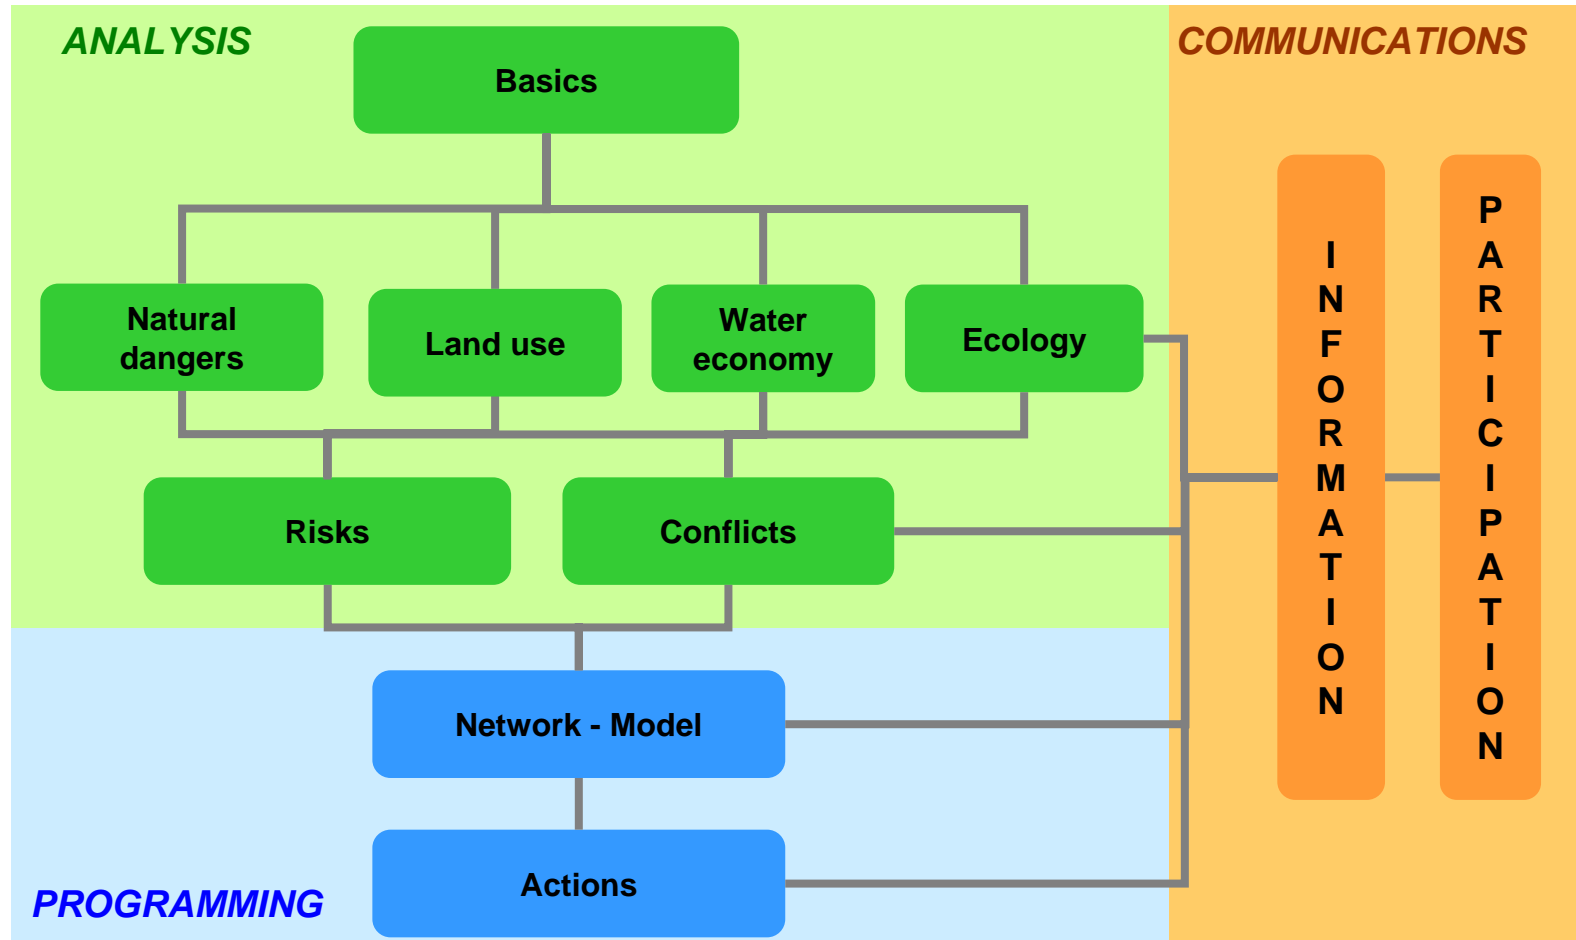 ANALYSIS
COMMUNICATIONS
Basics
Natural
dangers
Land use
Water
economy
Ecology
Risks
Conflicts
Network - Model
Actions
PROGRAMMING
INFORMATION
PARTICIPATION